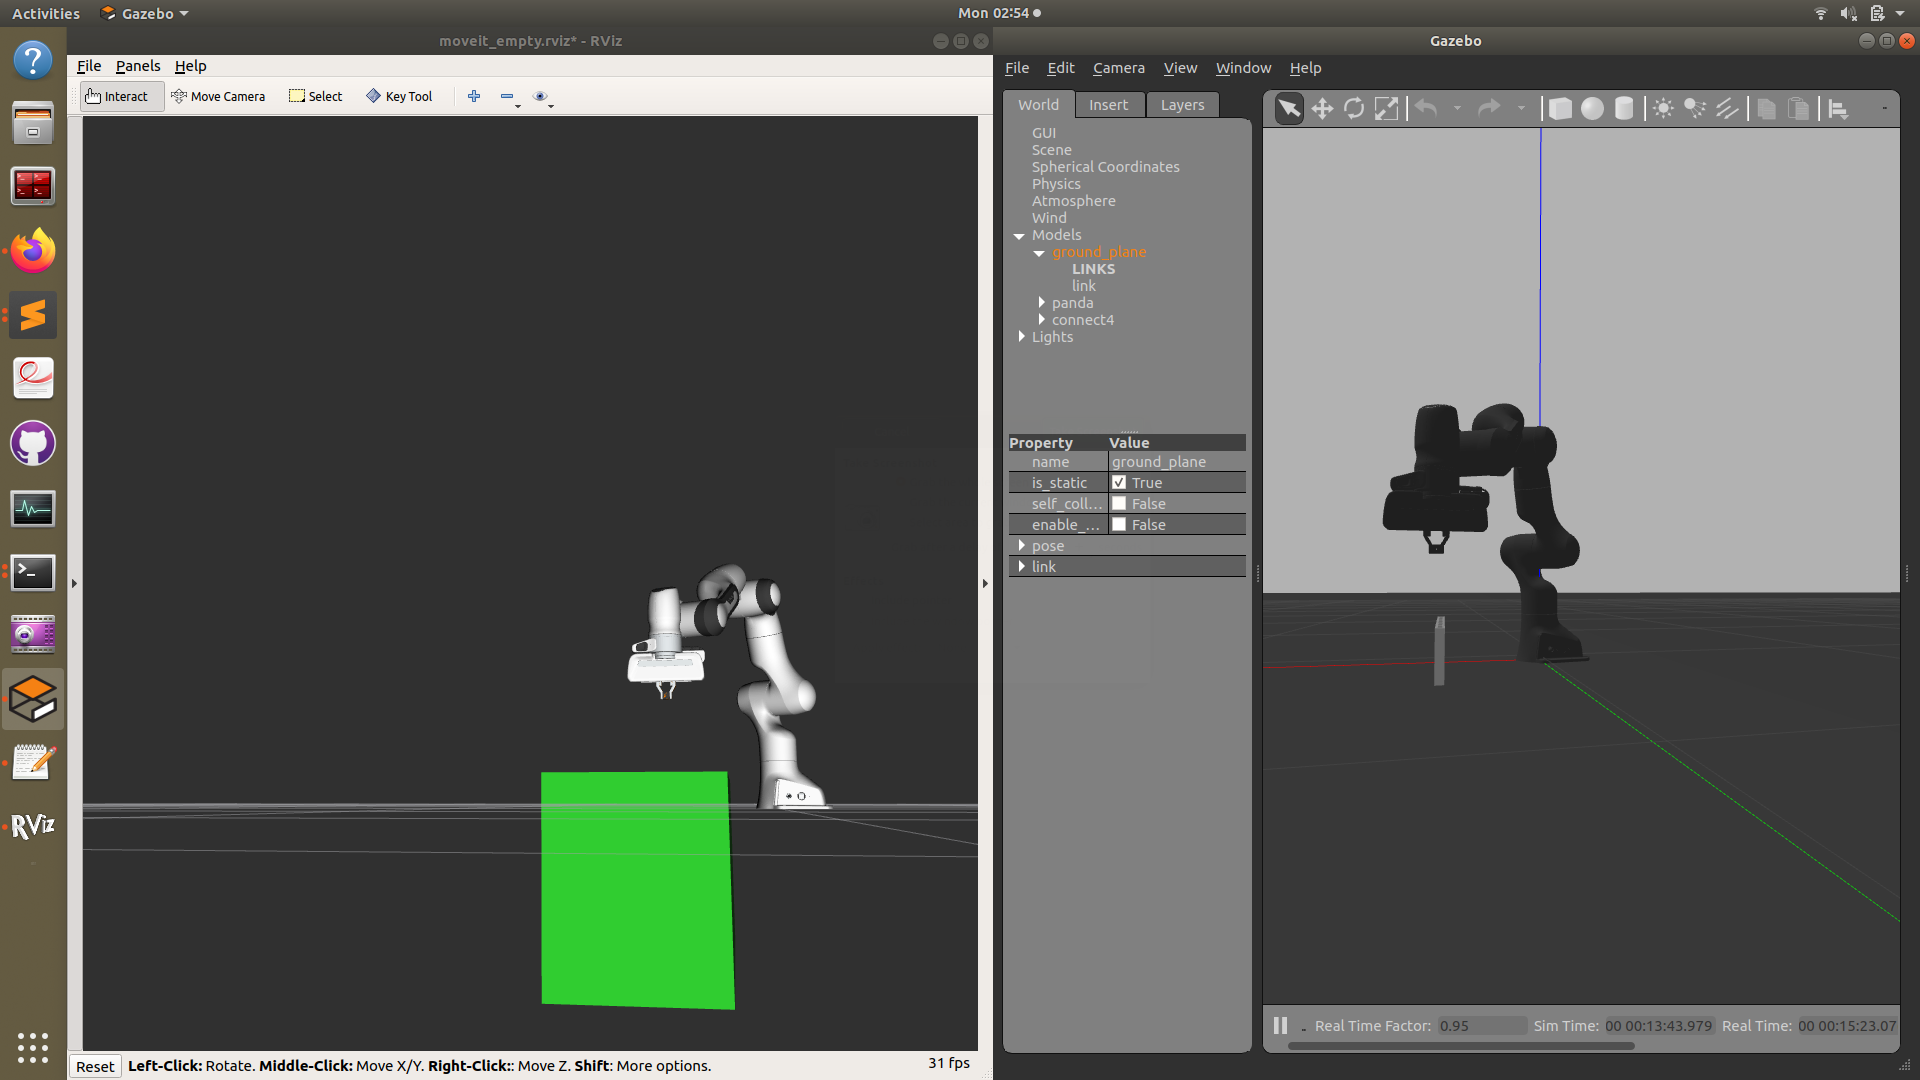 Activities Gazebo Mon 02:54
moveit_empty.rviz* - RViz
File Panels Help
Interact Move Camera Select Key Tool
Reset Left-Click: Rotate. Middle-Click: Move X/Y. Right-Click:: Move Z. Shift: More options. 31 fps
RViz
Gazebo
File Edit Camera View Window Help
World Insert Layers
GUI
Scene
Spherical Coordinates
Physics
Atmosphere
Wind
Models
ground_plane
LINKS
link
panda
connect4
Lights
Property Value
name ground_plane
is_static True
self_coll... False
enable_... False
pose
link
Real Time Factor: 0.95 Sim Time: 00 00:13:43.979 Real Time: 00 00:15:23.07